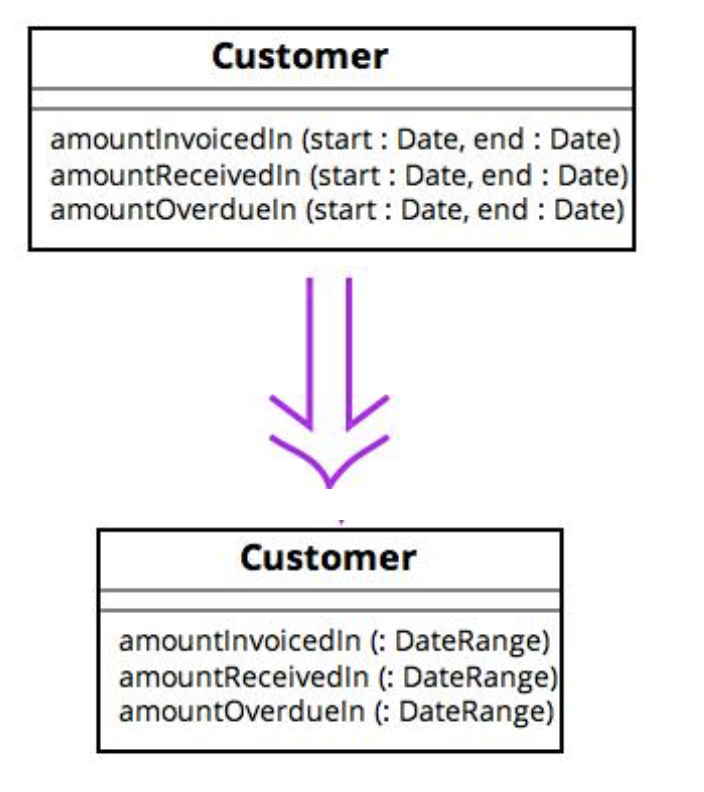 Customer
amountInvoicedIn (start : Date, end : Date)
amountReceivedIn (start : Date, end : Date)
amountOverdueIn (start : Date, end : Date)
Customer
amountInvoicedIn (: DateRange)
amountReceivedIn (: DateRange)
amountOverdueIn (: DateRange)